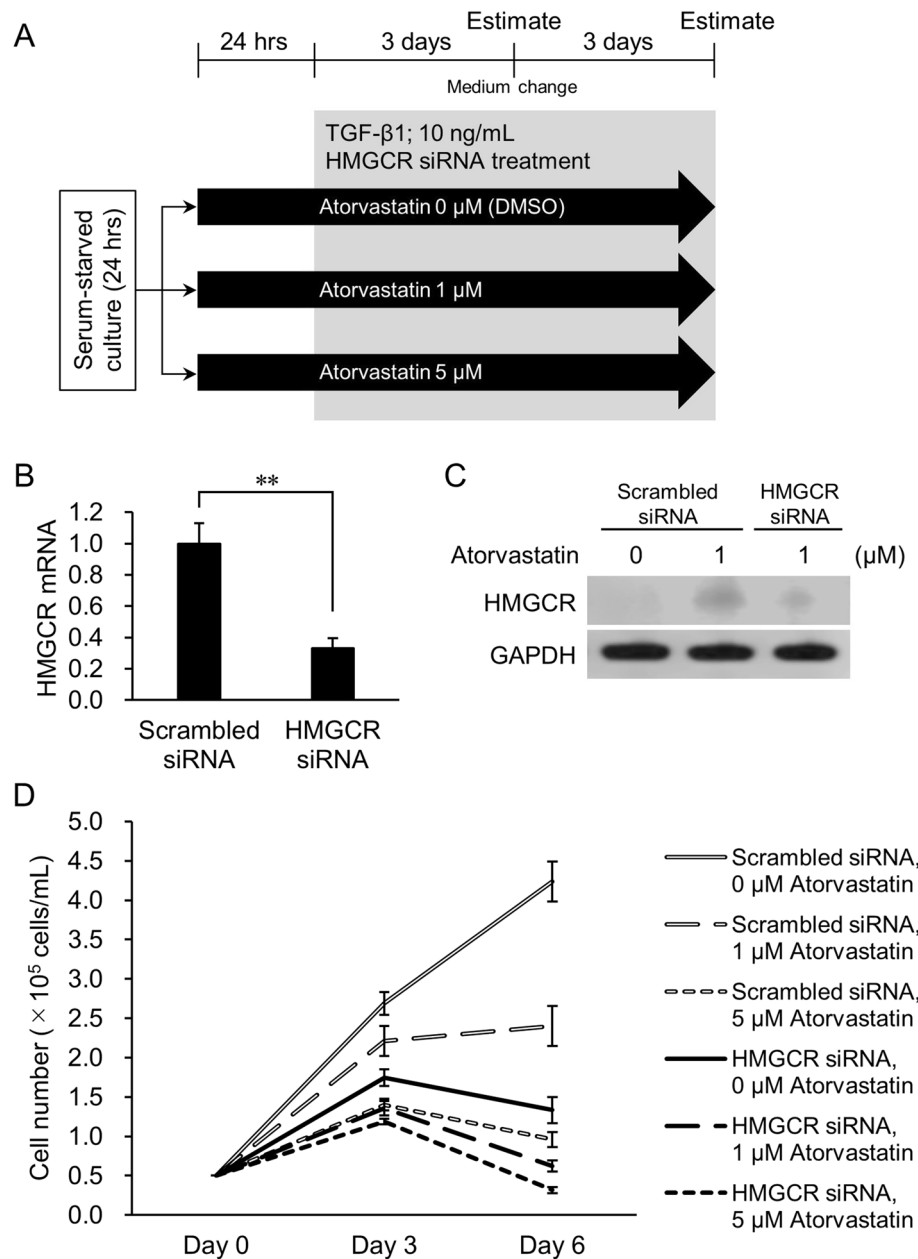 A
Estimate
Estimate
24 hrs
3 days
3 days
Medium change
TGF-β1; 10 ng/mL
HMGCR siRNA treatment
Serum-starved
culture (24 hrs)
Atorvastatin 0 µM (DMSO)
Atorvastatin 1 µM
Atorvastatin 5 µM
B
**
HMGCR mRNA
1.2
1.0
0.8
0.6
0.4
0.2
0.0
Scrambled
siRNA
HMGCR
siRNA
C
Scrambled
siRNA
HMGCR
siRNA
Atorvastatin 0 1 1 (µM)
HMGCR
GAPDH
D
Cell number (×10⁵ cells/mL)
5.0
4.5
4.0
3.5
3.0
2.5
2.0
1.5
1.0
0.5
0.0
Day 0
Day 3
Day 6
Scrambled siRNA,
0 µM Atorvastatin
Scrambled siRNA,
1 µM Atorvastatin
Scrambled siRNA,
5 µM Atorvastatin
HMGCR siRNA,
0 µM Atorvastatin
HMGCR siRNA,
1 µM Atorvastatin
HMGCR siRNA,
5 µM Atorvastatin